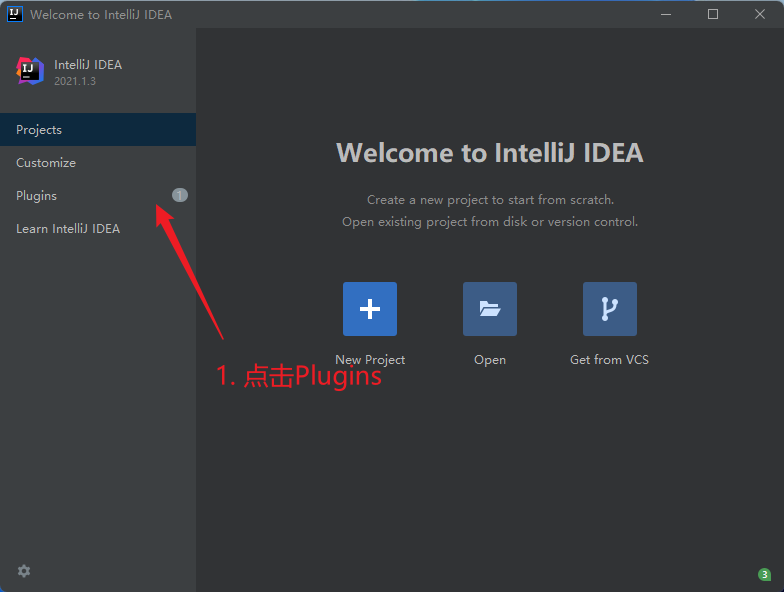 Welcome to IntelliJ IDEA
IntelliJ IDEA
2021.1.3
Projects
Customize
Plugins
1
Learn IntelliJ IDEA
Welcome to IntelliJ IDEA
Create a new project to start from scratch.
Open existing project from disk or version control.
New Project
Open
Get from VCS
1. 点击Plugins
3